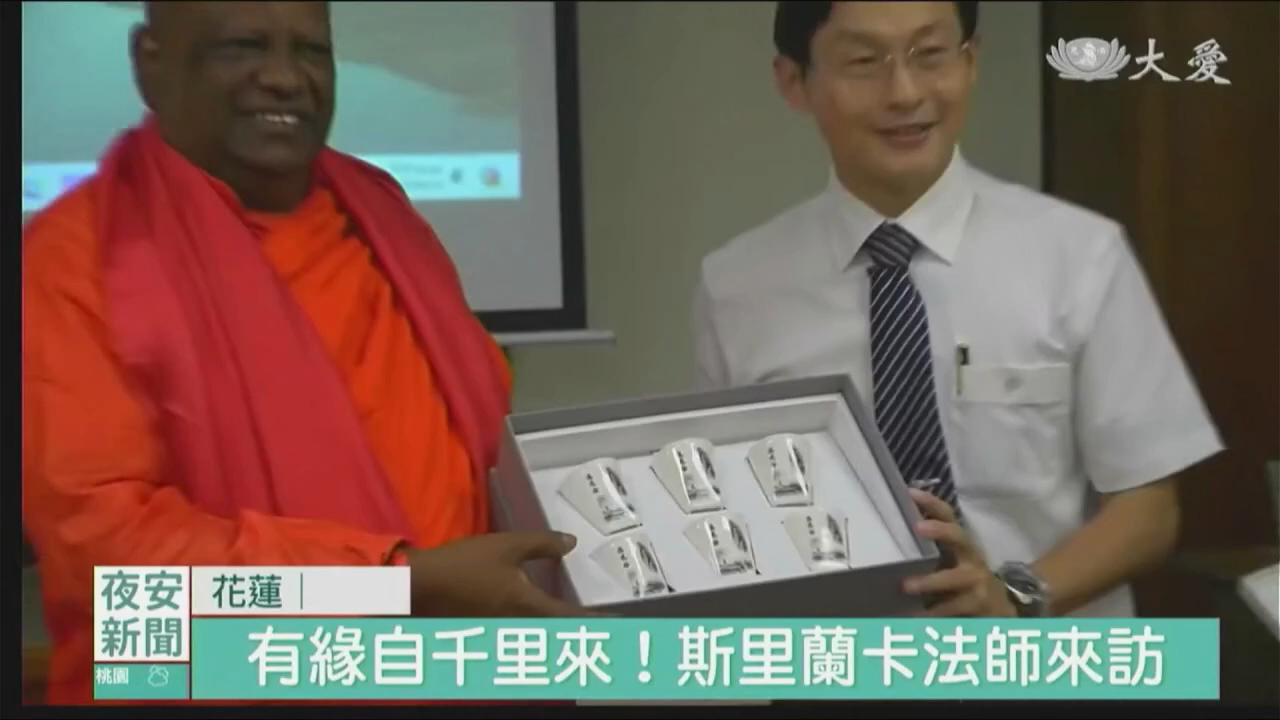 大愛
夜安
新聞
花蓮
有緣自千里來！斯里蘭卡法師來訪
桃園